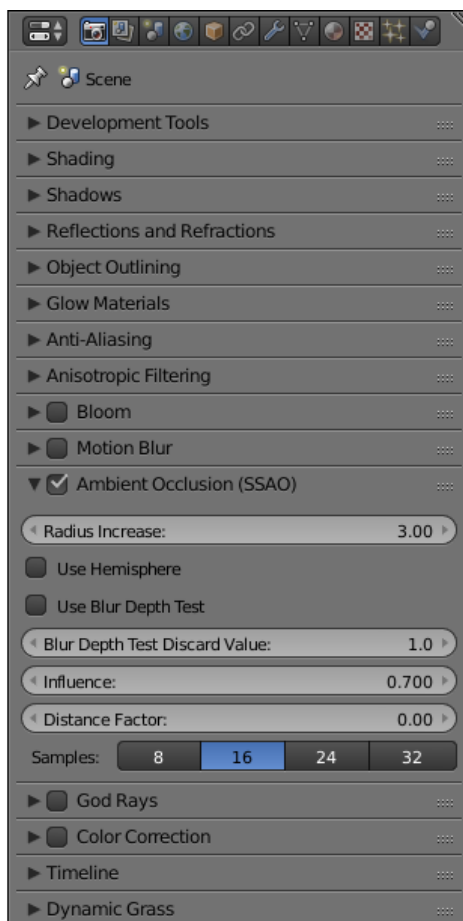 Scene
Development Tools
Shading
Shadows
Reflections and Refractions
Object Outlining
Glow Materials
Anti-Aliasing
Anisotropic Filtering
Bloom
Motion Blur
Ambient Occlusion (SSAO)
Radius Increase: 3.00
Use Hemisphere
Use Blur Depth Test
Blur Depth Test Discard Value: 1.0
Influence: 0.700
Distance Factor: 0.00
Samples: 8 16 24 32
God Rays
Color Correction
Timeline
Dynamic Grass